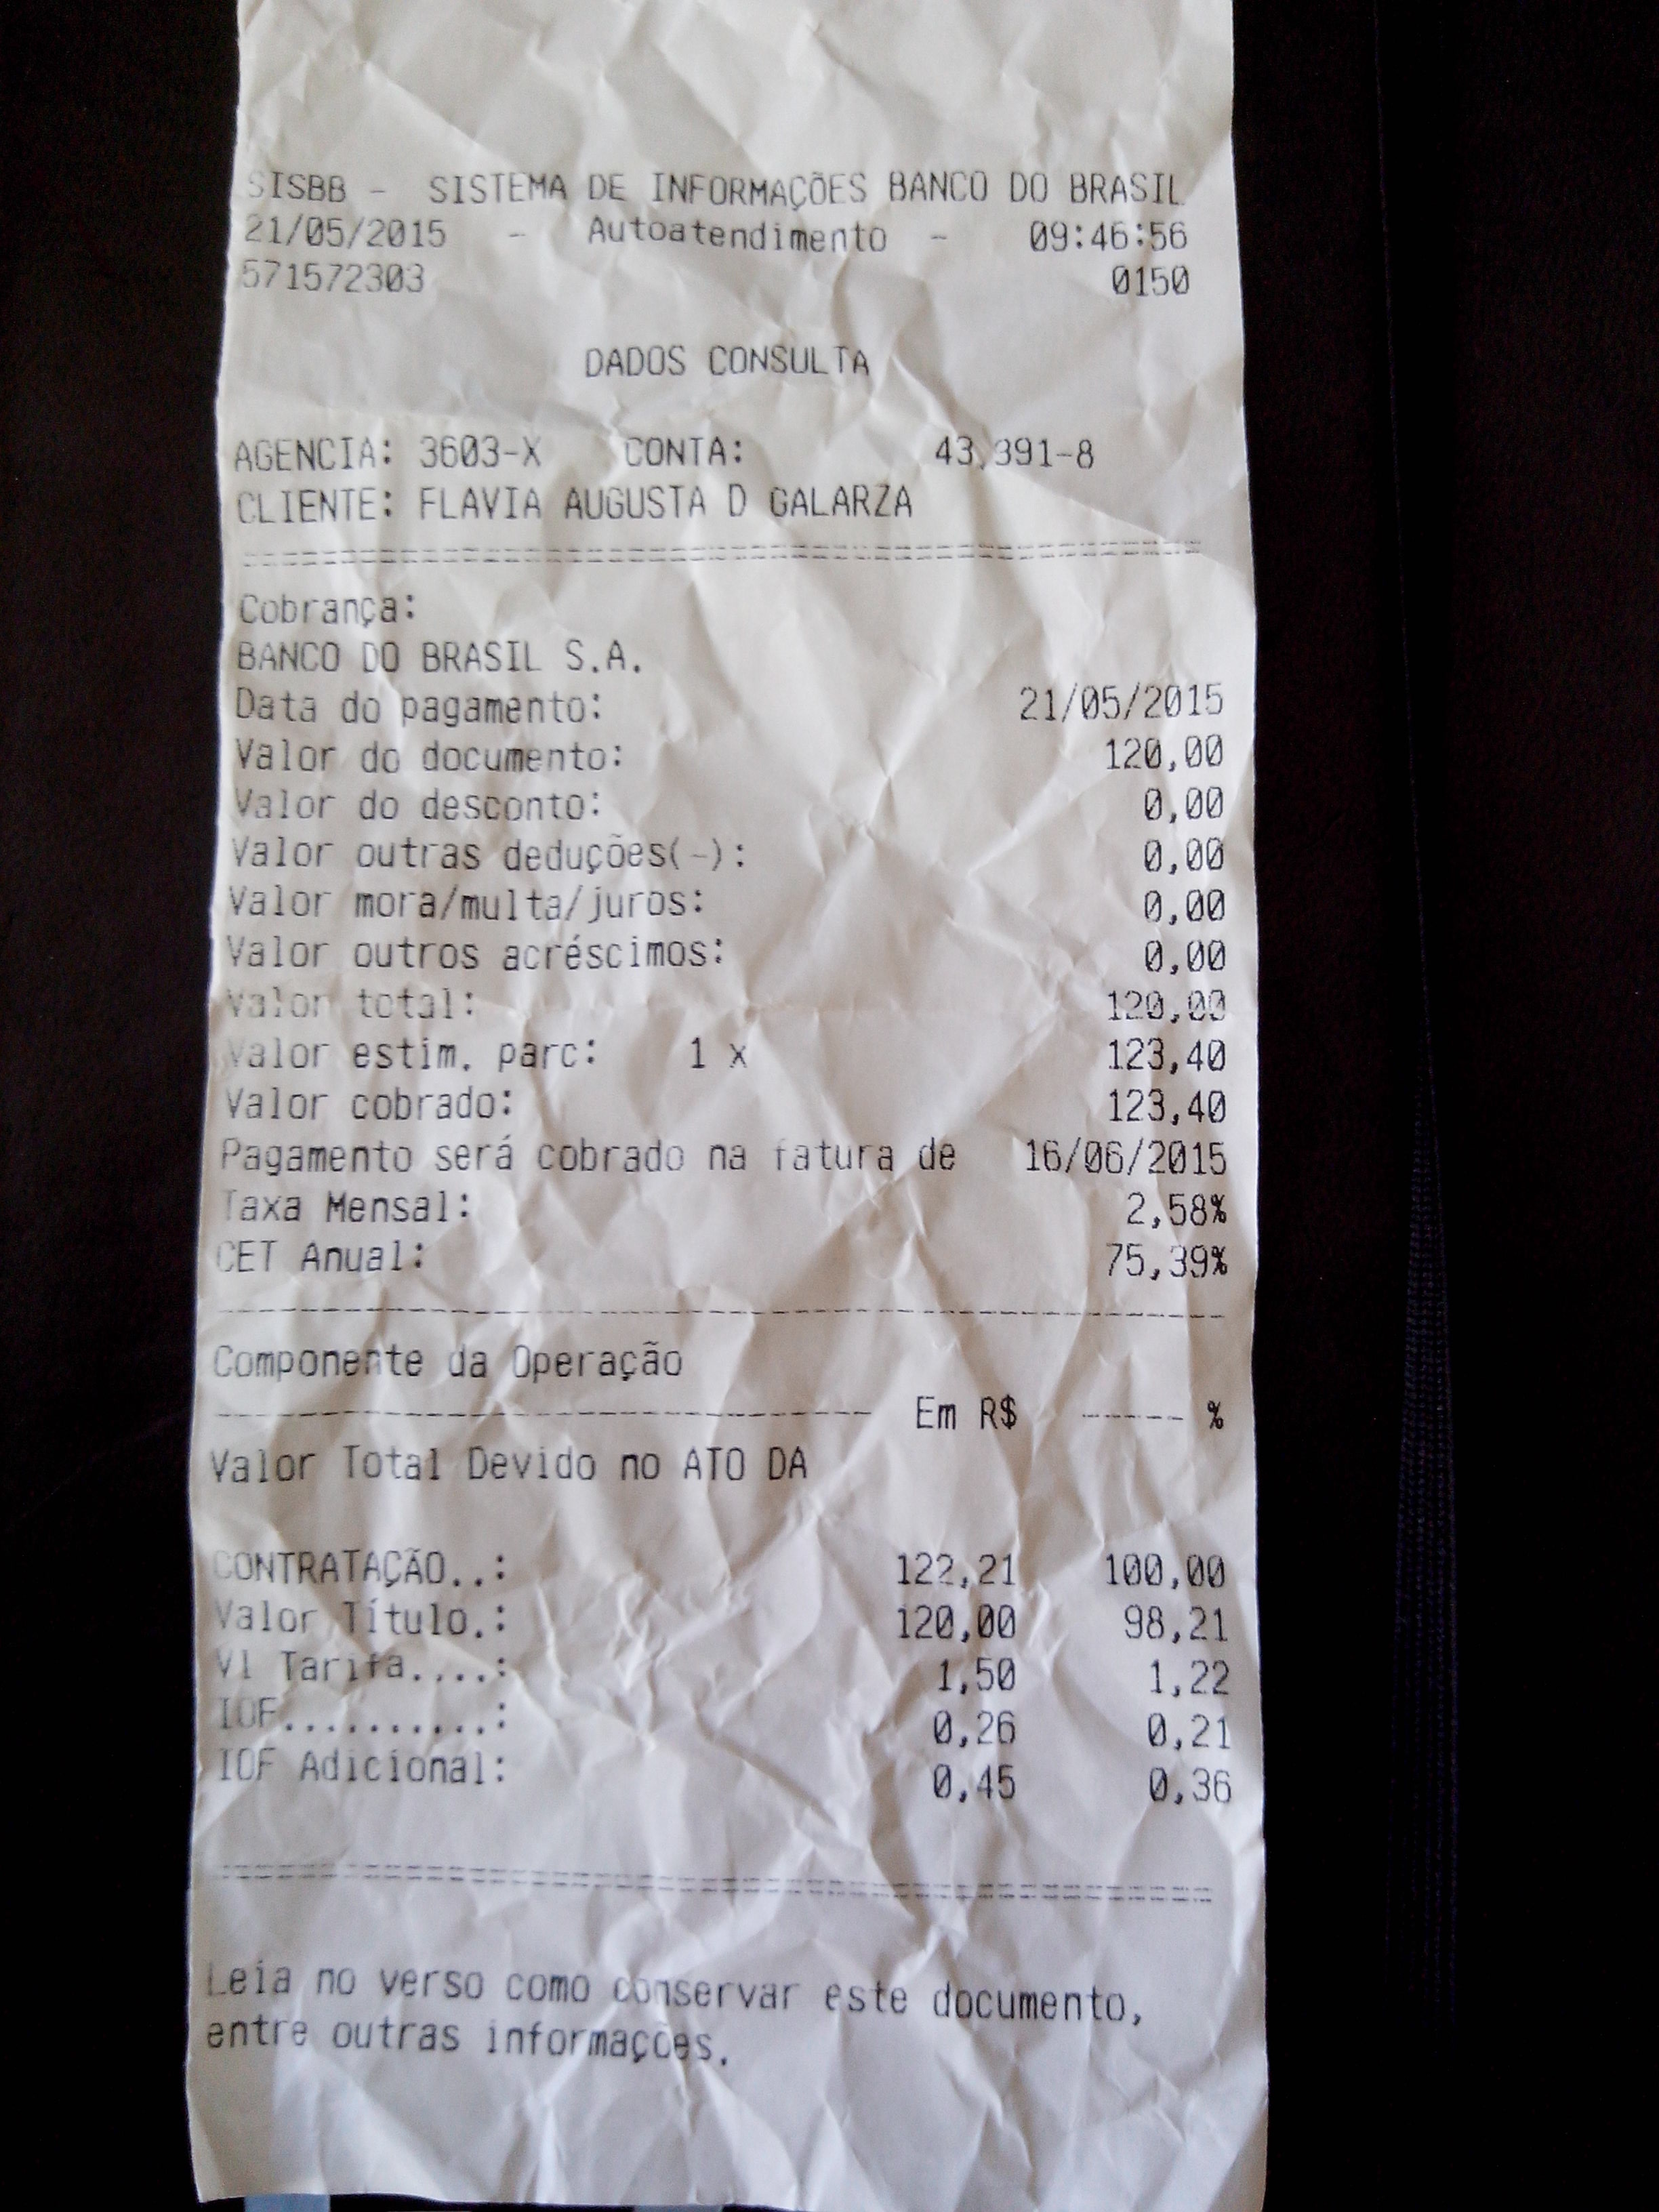 SISBB - SISTEMA DE INFORMAÇÕES BANCO DO BRASIL
21/05/2015 - Autoatendimento - 09:46:56
571572303 0150
DADOS CONSULTA
AGENCIA: 3603-X CONTA: 43.391-8
CLIENTE: FLAVIA AUGUSTA D GALARZA
Cobrança:
BANCO DO BRASIL S.A.
Data do pagamento: 21/05/2015
Valor do documento: 120,00
Valor do desconto: 0,00
Valor outras deduções(-): 0,00
Valor mora/multa/juros: 0,00
Valor outros acréscimos: 0,00
Valor total: 120,00
Valor estim. parc: 1 x 123,40
Valor cobrado: 123,40
Pagamento será cobrado na fatura de 16/06/2015
Taxa Mensal: 2,58%
CET Anual: 75,39%
Componente da Operação
------------------------------- Em R$ ------ %
Valor Total Devido no ATO DA
CONTRATAÇÃO..: 122,21 100,00
Valor Título.: 120,00 98,21
Vl Tarifa....: 1,50 1,22
IOF..........: 0,26 0,21
IOF Adicional: 0,45 0,36
Leia no verso como conservar este documento,
entre outras informações.